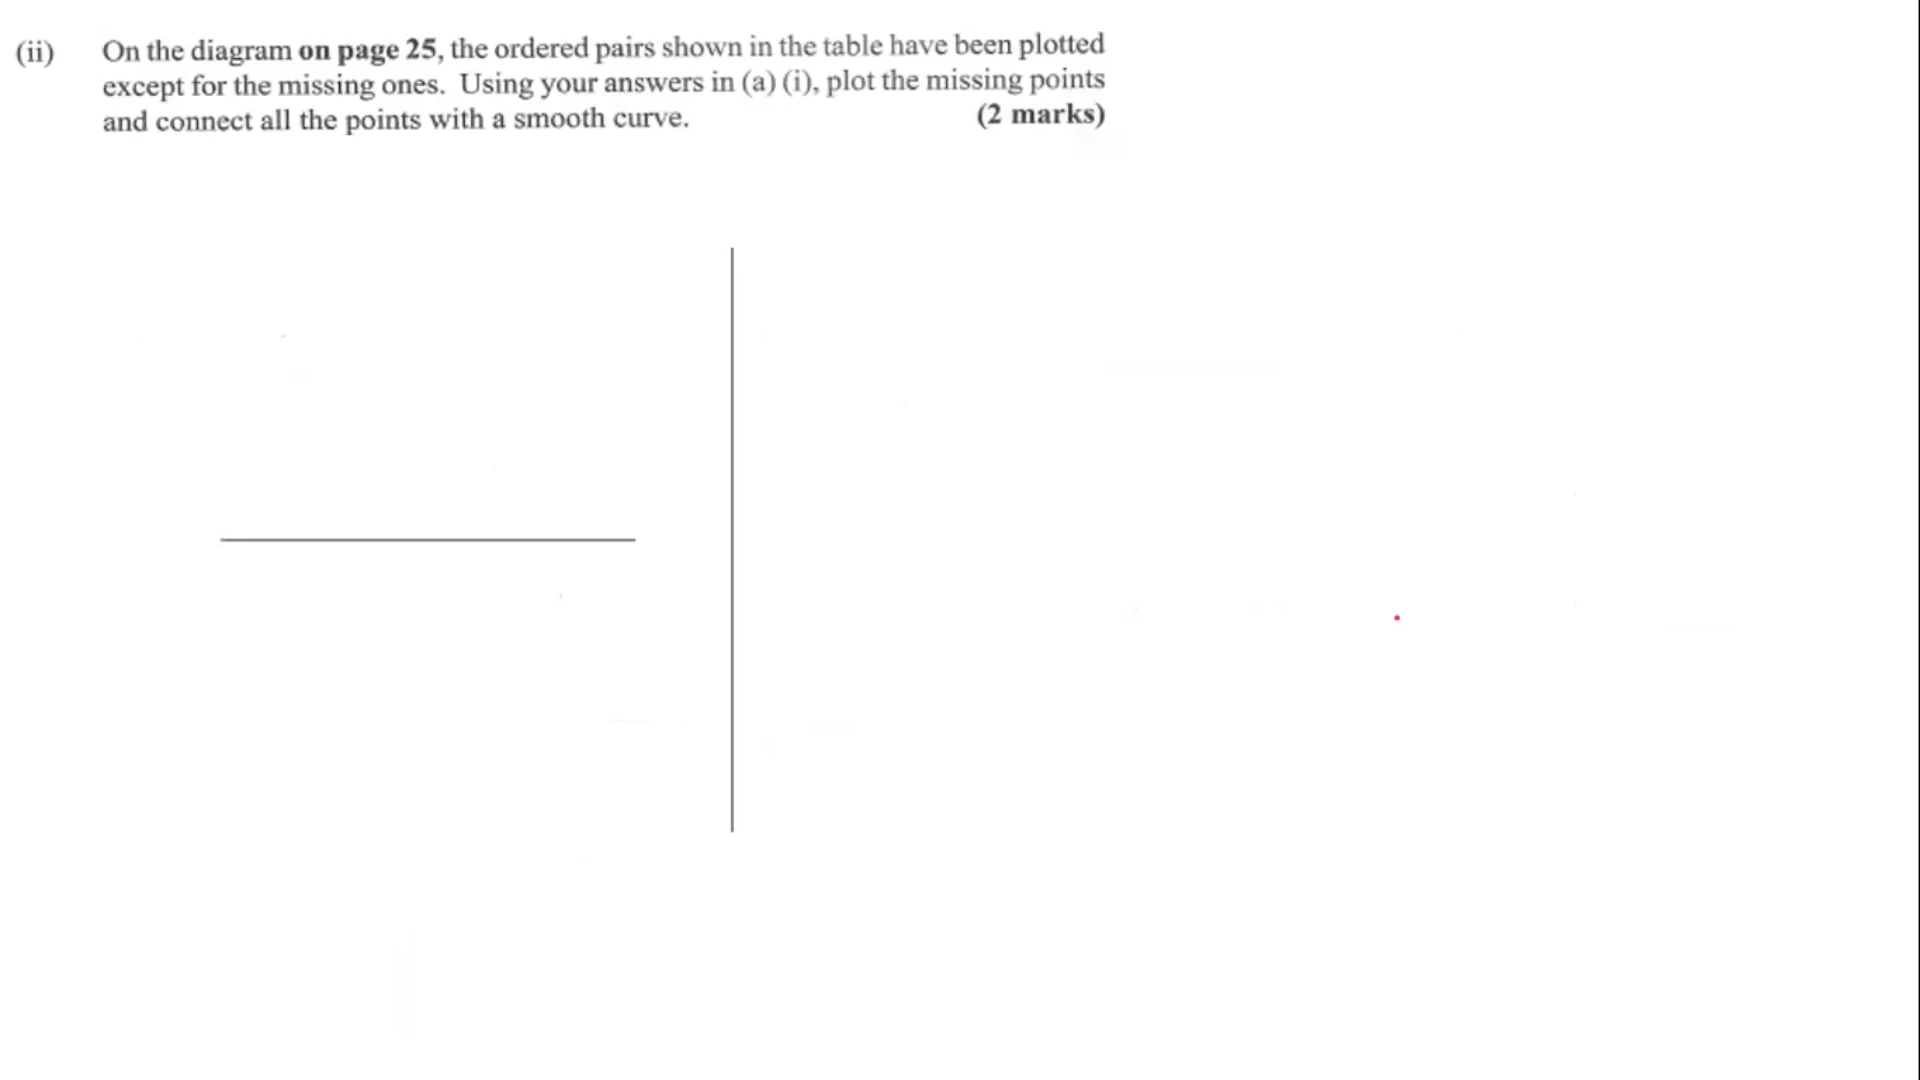 (ii) On the diagram on page 25, the ordered pairs shown in the table have been plotted
except for the missing ones. Using your answers in (a) (i), plot the missing points
and connect all the points with a smooth curve. (2 marks)